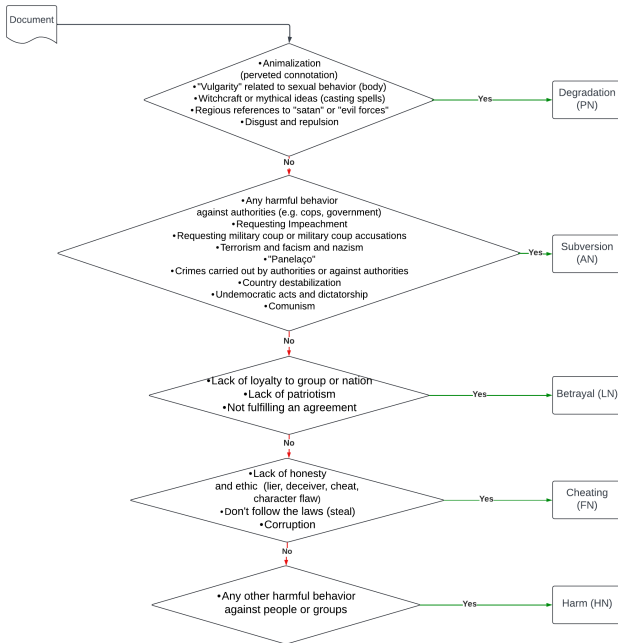 Document
•Animalization
(perveted connotation)
•"Vulgarity" related to sexual behavior (body)
•Witchcraft or mythical ideas (casting spells)
•Regious references to "satan" or "evil forces"
•Disgust and repulsion
Yes
Degradation
(PN)
No
•Any harmful behavior
against authorities (e.g. cops, government)
•Requesting Impeachment
•Requesting military coup or military coup accusations
•Terrorism and facism and nazism
•"Panelaço"
•Crimes carried out by authorities or against authorities
•Country destabilization
•Undemocratic acts and dictatorship
•Comunism
Yes
Subversion
(AN)
No
•Lack of loyalty to group or nation
•Lack of patriotism
•Not fulfilling an agreement
Yes
Betrayal (LN)
No
•Lack of honesty
and ethic (lier, deceiver, cheat,
character flaw)
•Don't follow the laws (steal)
•Corruption
Yes
Cheating
(FN)
No
•Any other harmful behavior
against people or groups
Yes
Harm (HN)